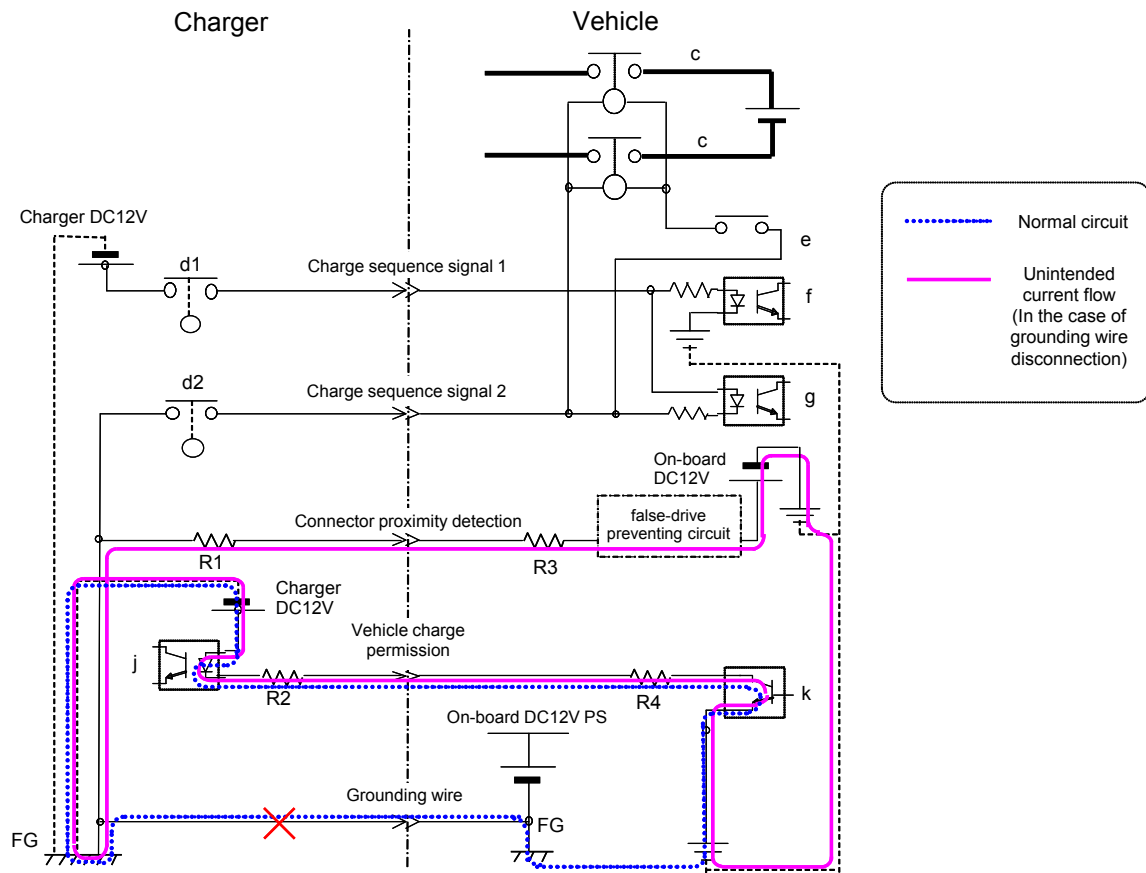 Charger
Vehicle
c
c
Charger DC12V
d1
Charge sequence signal 1
e
f
d2
Charge sequence signal 2
g
On-board
DC12V
Connector proximity detection
false-drive
preventing circuit
R1
R3
Charger
DC12V
Vehicle charge
permission
j
R2
R4
k
On-board DC12V PS
Grounding wire
FG
FG
Normal circuit
Unintended
current flow
(In the case of
grounding wire
disconnection)